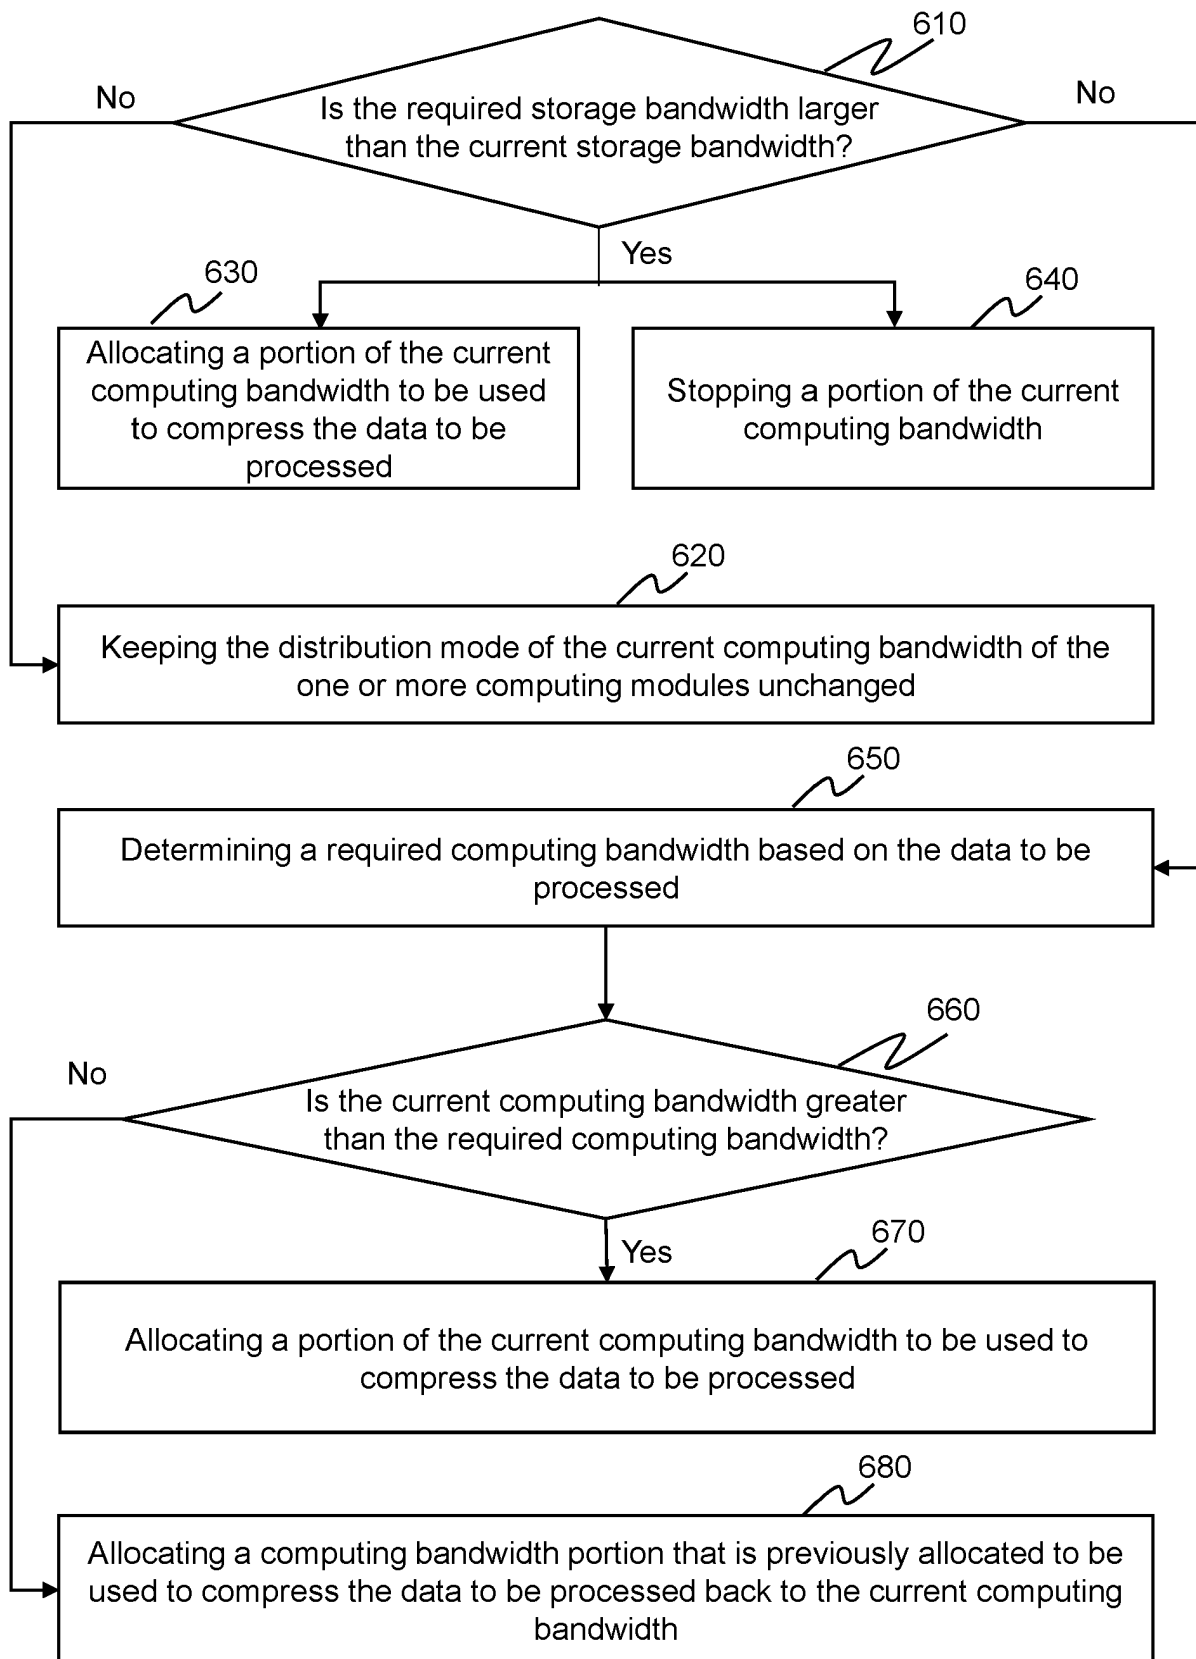 610
No
No
Is the required storage bandwidth larger
than the current storage bandwidth?
Yes
630
640
Allocating a portion of the current
computing bandwidth to be used
to compress the data to be
processed
Stopping a portion of the current
computing bandwidth
620
Keeping the distribution mode of the current computing bandwidth of the
one or more computing modules unchanged
650
Determining a required computing bandwidth based on the data to be
processed
660
No
Is the current computing bandwidth greater
than the required computing bandwidth?
Yes
670
Allocating a portion of the current computing bandwidth to be used to
compress the data to be processed
680
Allocating a computing bandwidth portion that is previously allocated to be
used to compress the data to be processed back to the current computing
bandwidth